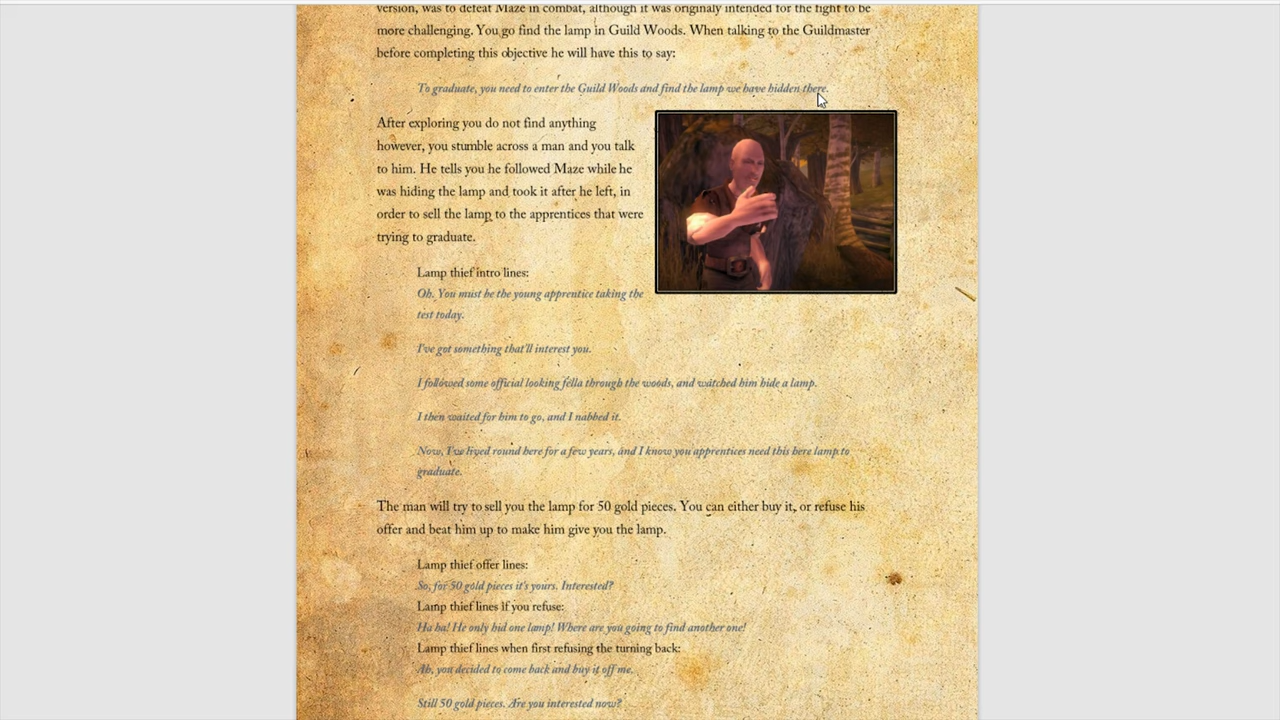 version, was to defeat Maze in combat, although it was originaly intended for the fight to be
more challenging. You go find the lamp in Guild Woods. When talking to the Guildmaster
before completing this objective he will have this to say:
To graduate, you need to enter the Guild Woods and find the lamp we have hidden there.
After exploring you do not find anything
however, you stumble across a man and you talk
to him. He tells you he followed Maze while he
was hiding the lamp and took it after he left, in
order to sell the lamp to the apprentices that were
trying to graduate.
Lamp thief intro lines:
Oh. You must be the young apprentice taking the
test today.
I've got something that'll interest you.
I followed some official looking fella through the woods, and watched him hide a lamp.
I then waited for him to go, and I nabbed it.
Now, I've lived round here for a few years, and I know you apprentices need this here lamp to
graduate.
The man will try to sell you the lamp for 50 gold pieces. You can either buy it, or refuse his
offer and beat him up to make him give you the lamp.
Lamp thief offer lines:
So, for 50 gold pieces it's yours. Interested?
Lamp thief lines if you refuse:
Ha ha! He only hid one lamp! Where are you going to find another one!
Lamp thief lines when first refusing the turning back:
Ah, you decided to come back and buy it off me.
Still 50 gold pieces. Are you interested now?